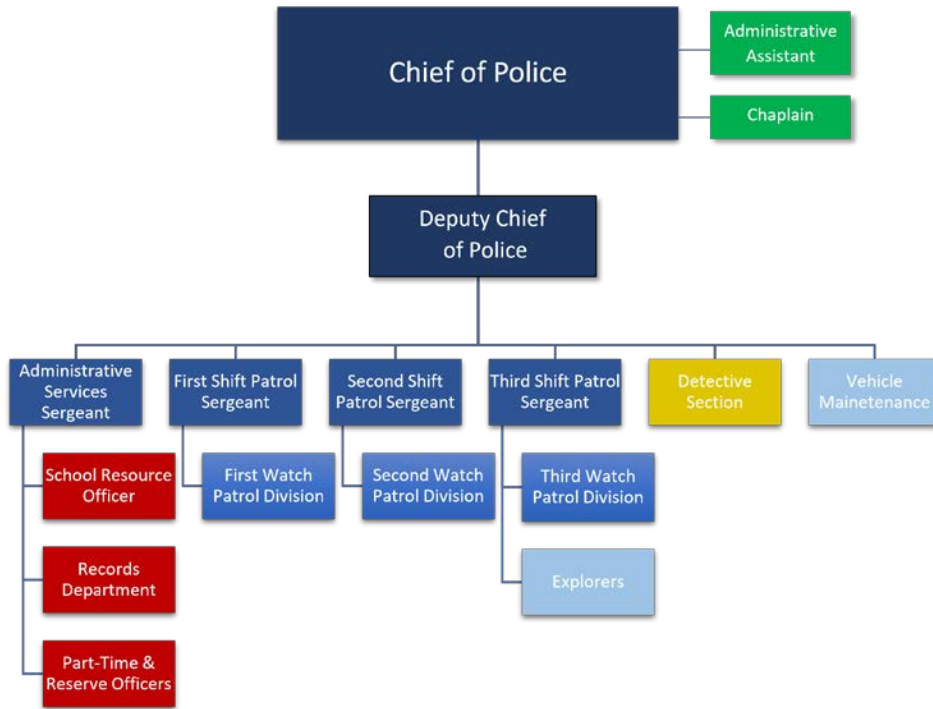 Chief of Police
Administrative
Assistant
Chaplain
Deputy Chief
of Police
Administrative
Services
Sergeant
First Shift Patrol
Sergeant
Second Shift
Patrol Sergeant
Third Shift Patrol
Sergeant
Detective
Section
Vehicle
Mainetenance
School Resource
Officer
First Watch
Patrol Division
Second Watch
Patrol Division
Third Watch
Patrol Division
Records
Department
Explorers
Part-Time &
Reserve Officers